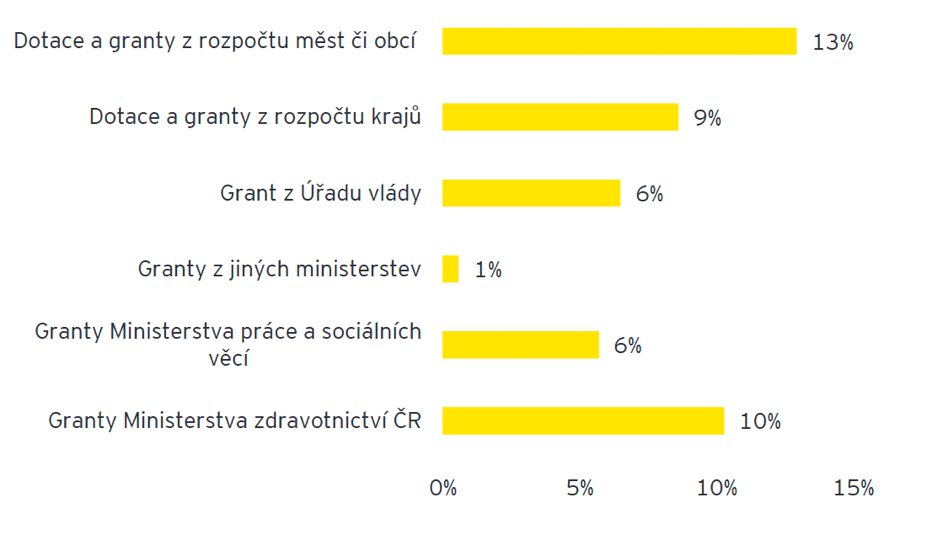 Dotace a granty z rozpočtu měst či obcí 13%
Dotace a granty z rozpočtu krajů 9%
Grant z Úřadu vlády 6%
Granty z jiných ministerstev 1%
Granty Ministerstva práce a sociálních
věcí 6%
Granty Ministerstva zdravotnictví ČR 10%
0% 5% 10% 15%